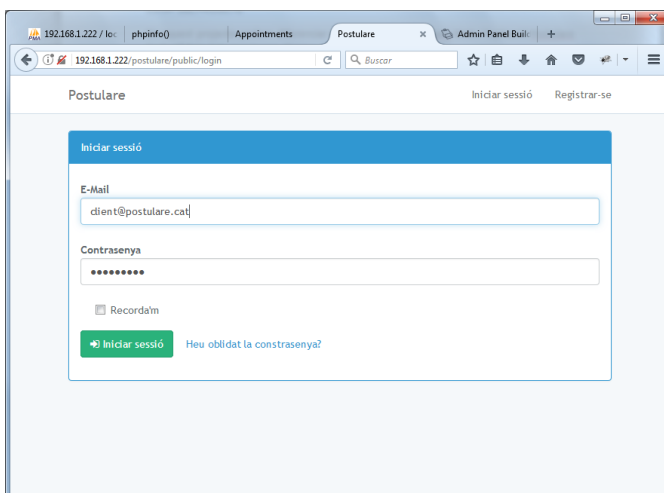 192.168.1.222 / loc phpinfo() Appointments Postulare Admin Panel Builc
192.168.1.222/postulare/public/login Buscar
Postulare Iniciar sessió Registrar-se
Iniciar sessió
E-Mail
client@postulare.cat
Contrasenya
Recorda'm
Iniciar sessió Heu oblidat la constrasenya?